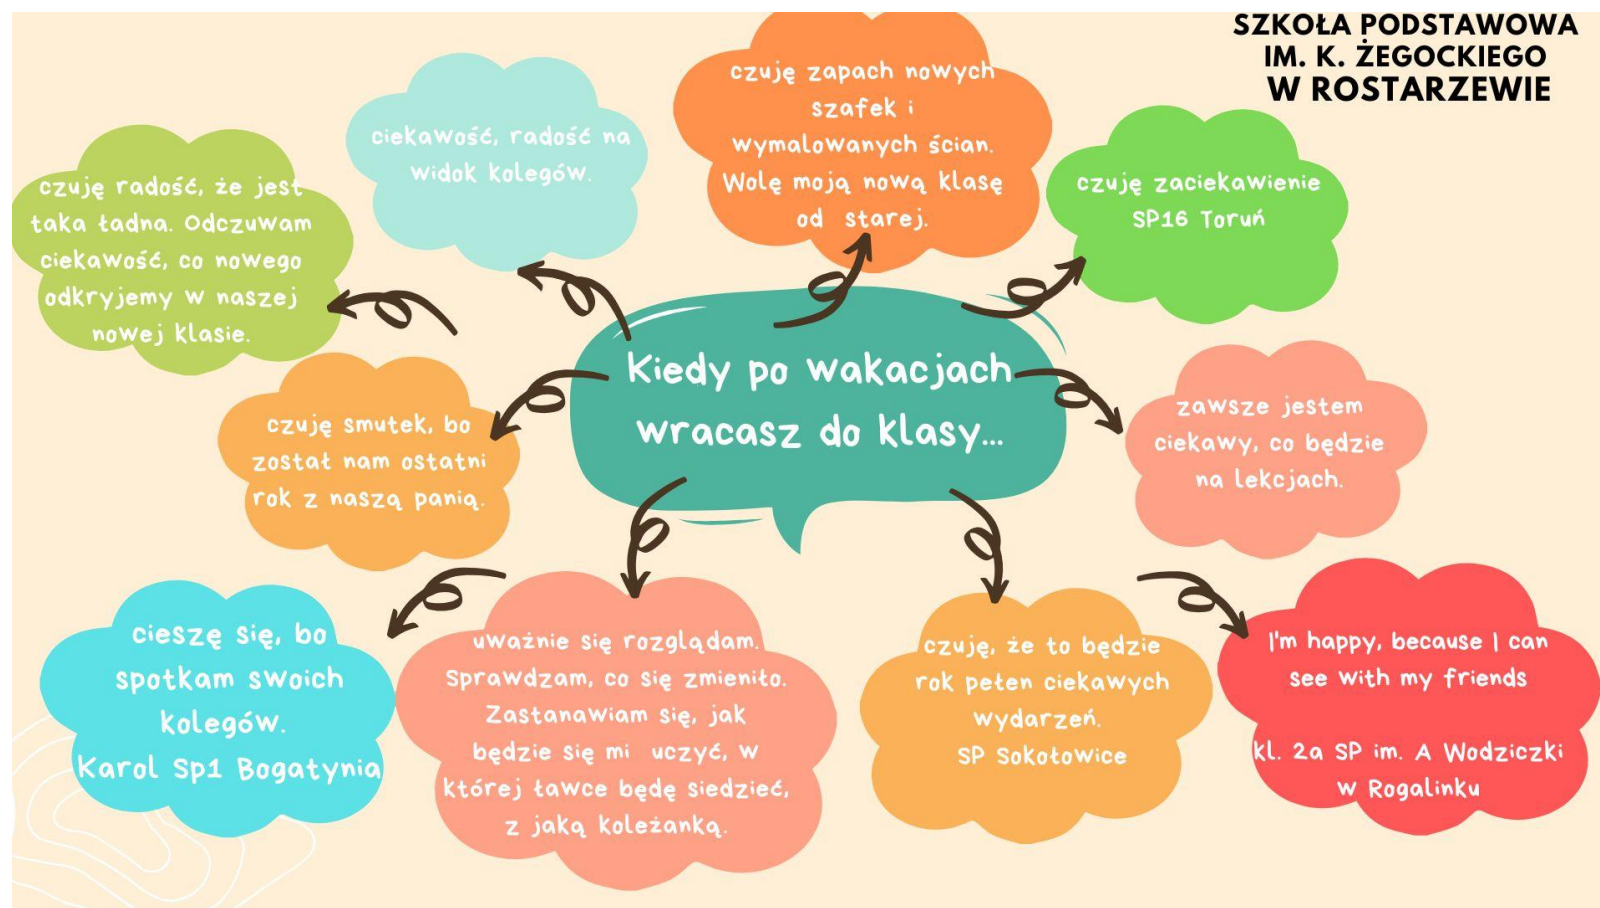 SZKOŁA PODSTAWOWA
IM. K. ŻEGOCKIEGO
W ROSTARZEWIE
czuję zapach nowych
szafek i
wymalowanych ścian.
Wolę moją nową klasę
od starej.
ciekawość, radość na
widok kolegów.
czuję radość, że jest
taka ładna. Odczuwam
ciekawość, co nowego
odkryjemy w naszej
nowej klasie.
czuję zaciekawienie
SP16 Toruń
Kiedy po wakacjach
wracasz do klasy...
czuję smutek, bo
został nam ostatni
rok z naszą panią.
zawsze jestem
ciekawy, co będzie
na lekcjach.
cieszę się, bo
spotkam swoich
kolegów.
Karol Sp1 Bogatynia
uważnie się rozglądam.
Sprawdzam, co się zmieniło.
Zastanawiam się, jak
będzie się mi uczyć, w
której ławce będę siedzieć,
z jaką koleżanką.
czuję, że to będzie
rok pełen ciekawych
wydarzeń.
SP Sokołowice
I'm happy, because I can
see with my friends
kl. 2a SP im. A Wodziczki
w Rogalinku